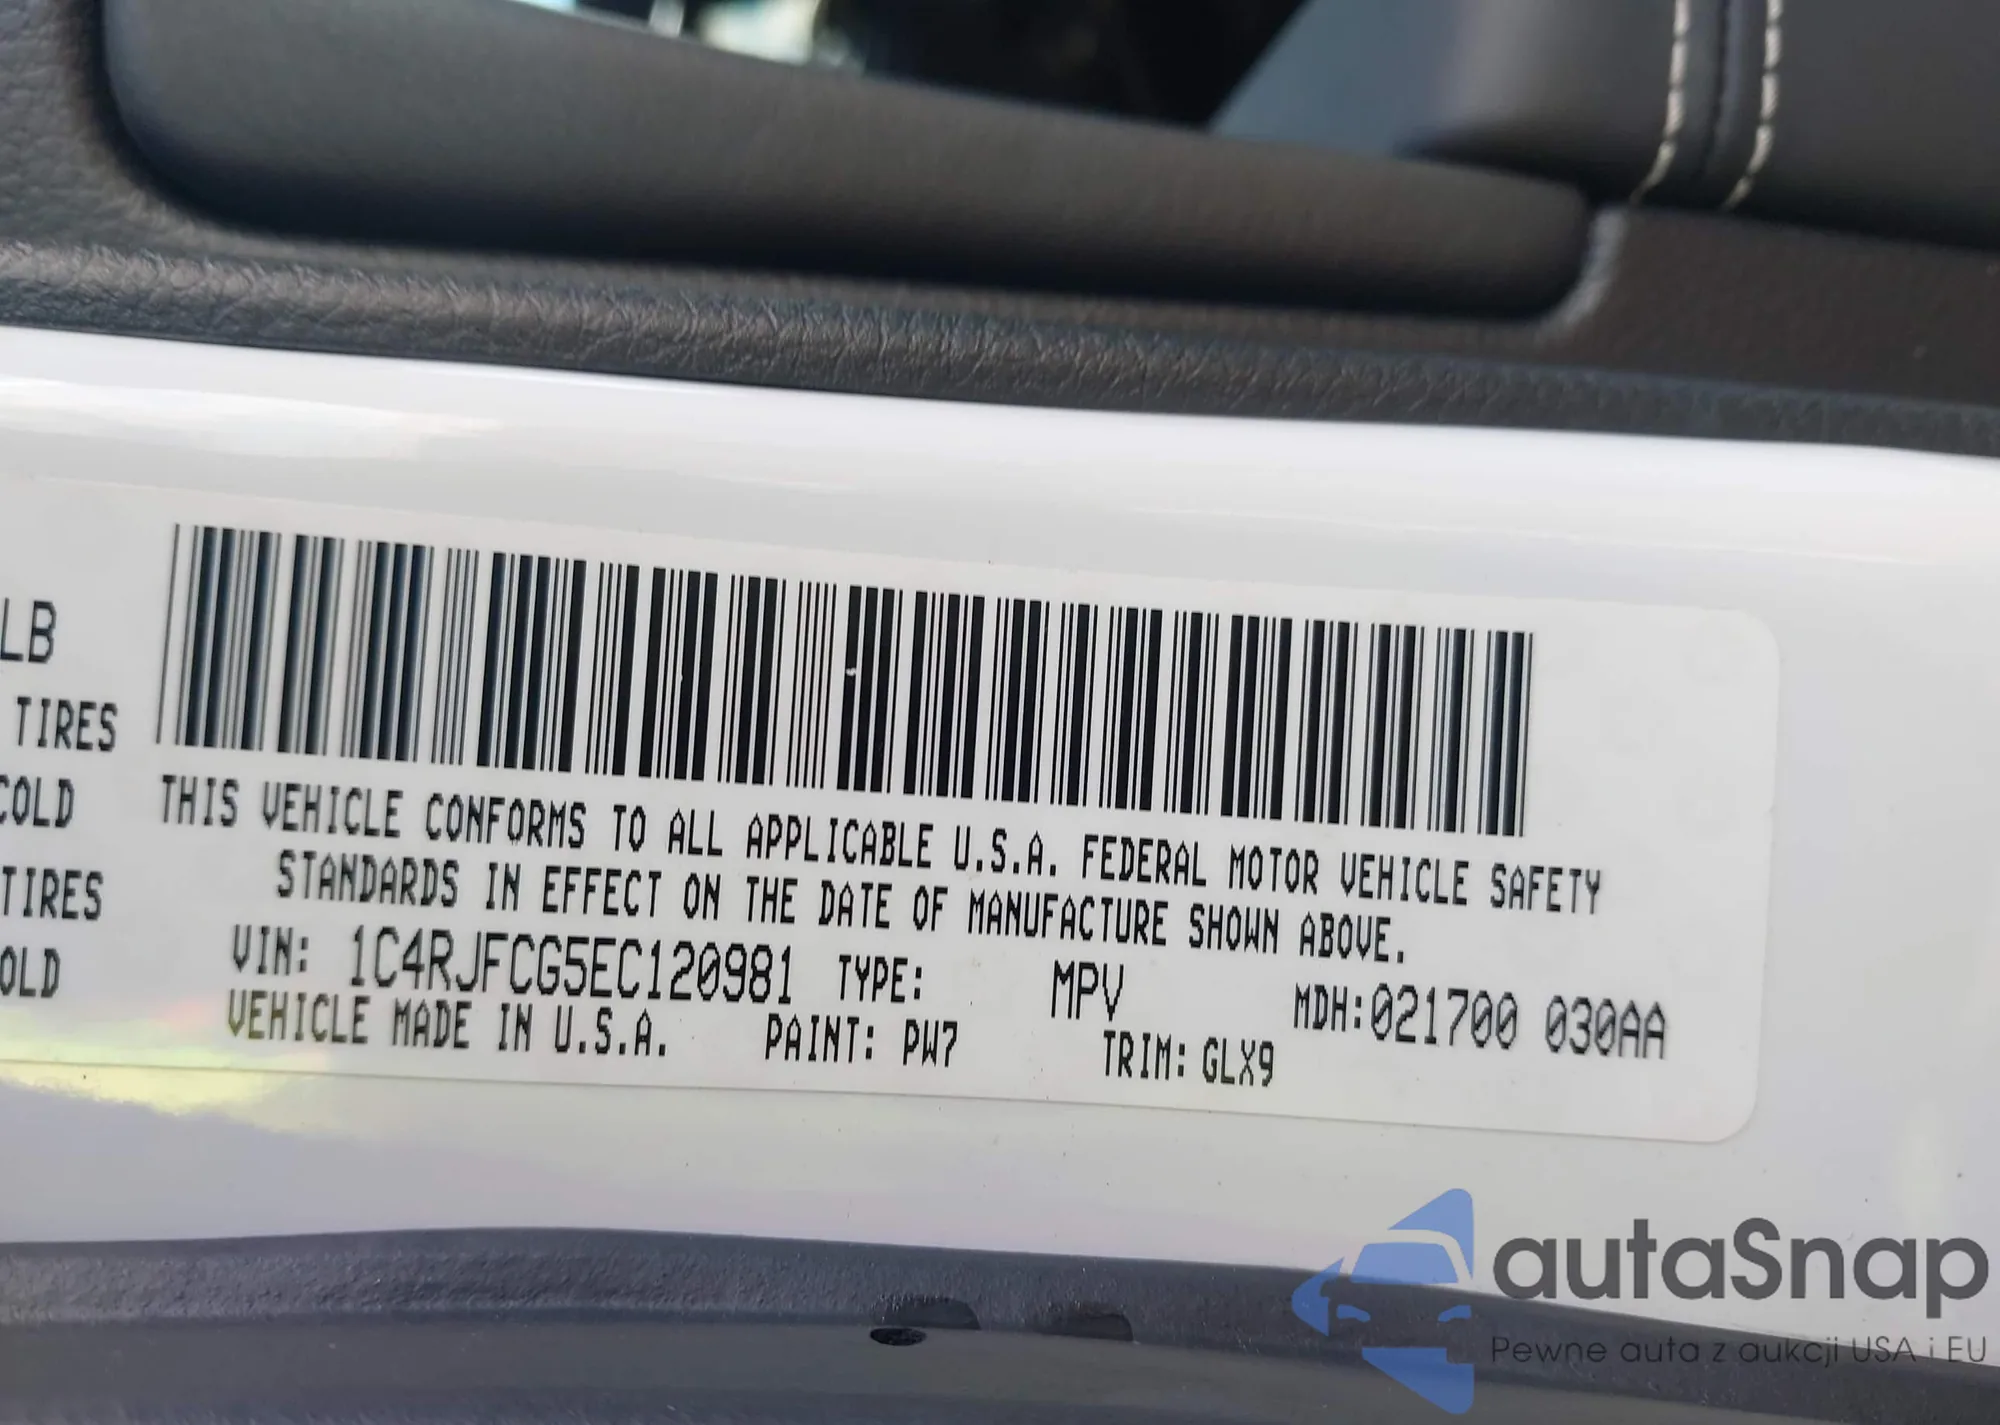 LB
TIRES
COLD
TIRES
OLD
THIS VEHICLE CONFORMS TO ALL APPLICABLE U.S.A. FEDERAL MOTOR VEHICLE SAFETY
STANDARDS IN EFFECT ON THE DATE OF MANUFACTURE SHOWN ABOVE.
VIN: 1C4RJFCG5EC120981 TYPE: MPV MDH:021700 030AA
VEHICLE MADE IN U.S.A. PAINT: PW7 TRIM: GLX9
autaSnap
Pewne auta z aukcji USA i EU